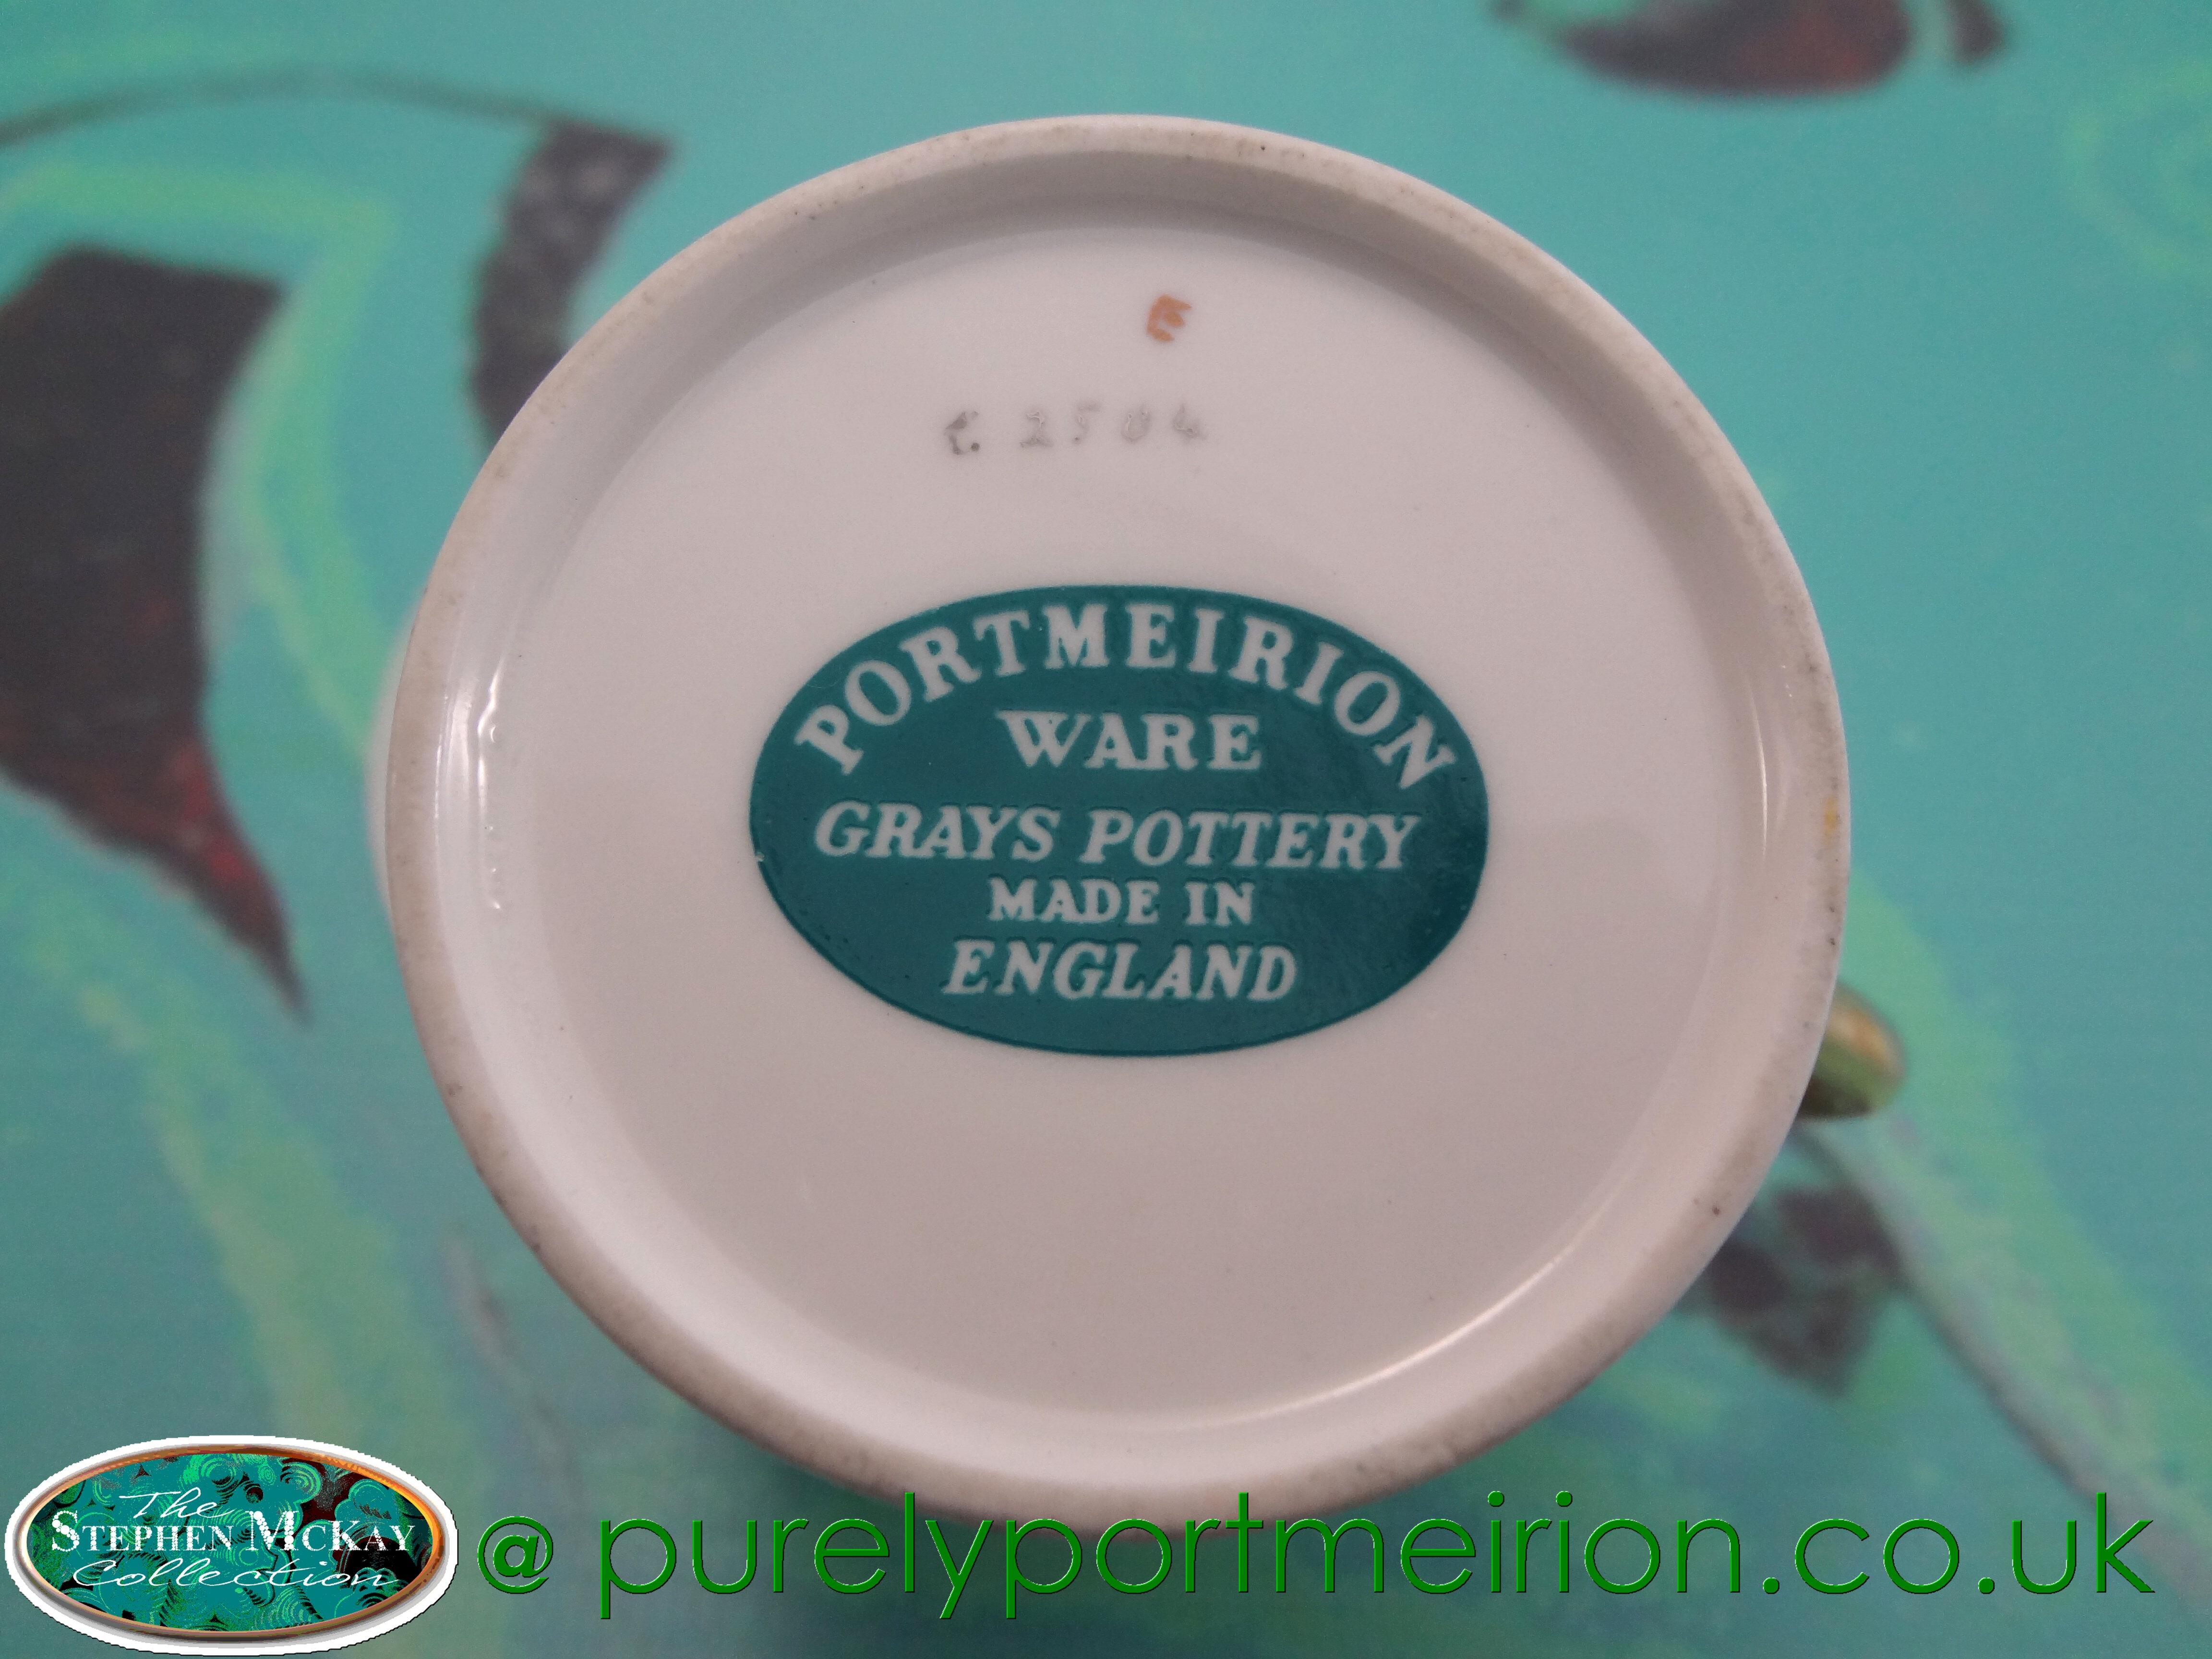 E
C. 2504
PORTMEIRION
WARE
GRAYS POTTERY
MADE IN
ENGLAND
The
STEPHEN MCKAY
Collection
@ purelyportmeirion.co.uk